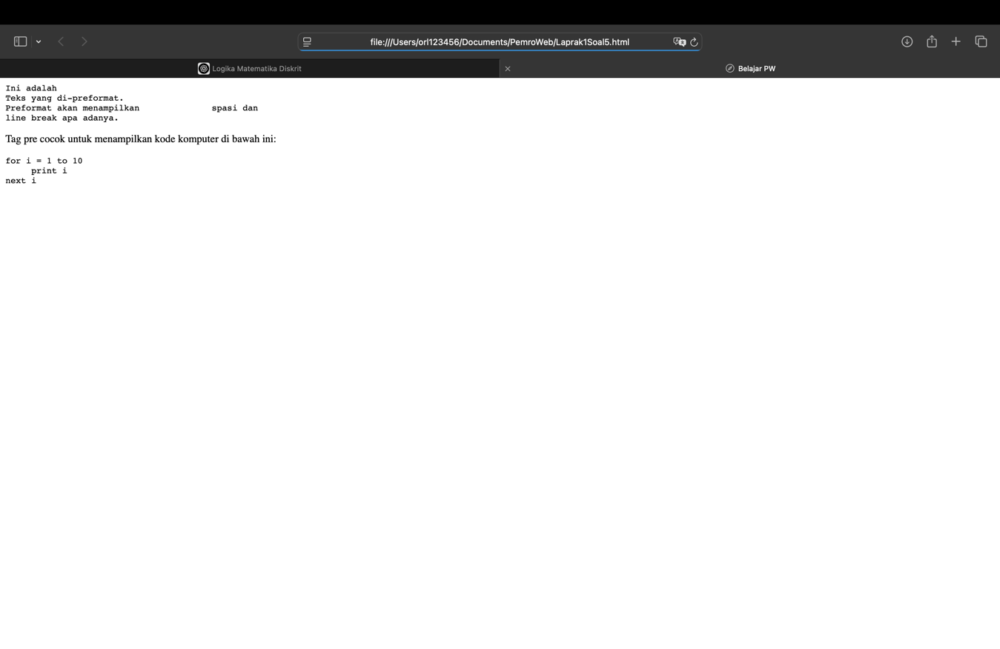 file:///Users/orl123456/Documents/PemroWeb/Laprak1Soal5.html
Logika Matematika Diskrit
Belajar PW
Ini adalah
Teks yang di-preformat.
Preformat akan menampilkan              spasi dan
line break apa adanya.
Tag pre cocok untuk menampilkan kode komputer di bawah ini:
for i = 1 to 10
     print i
next i